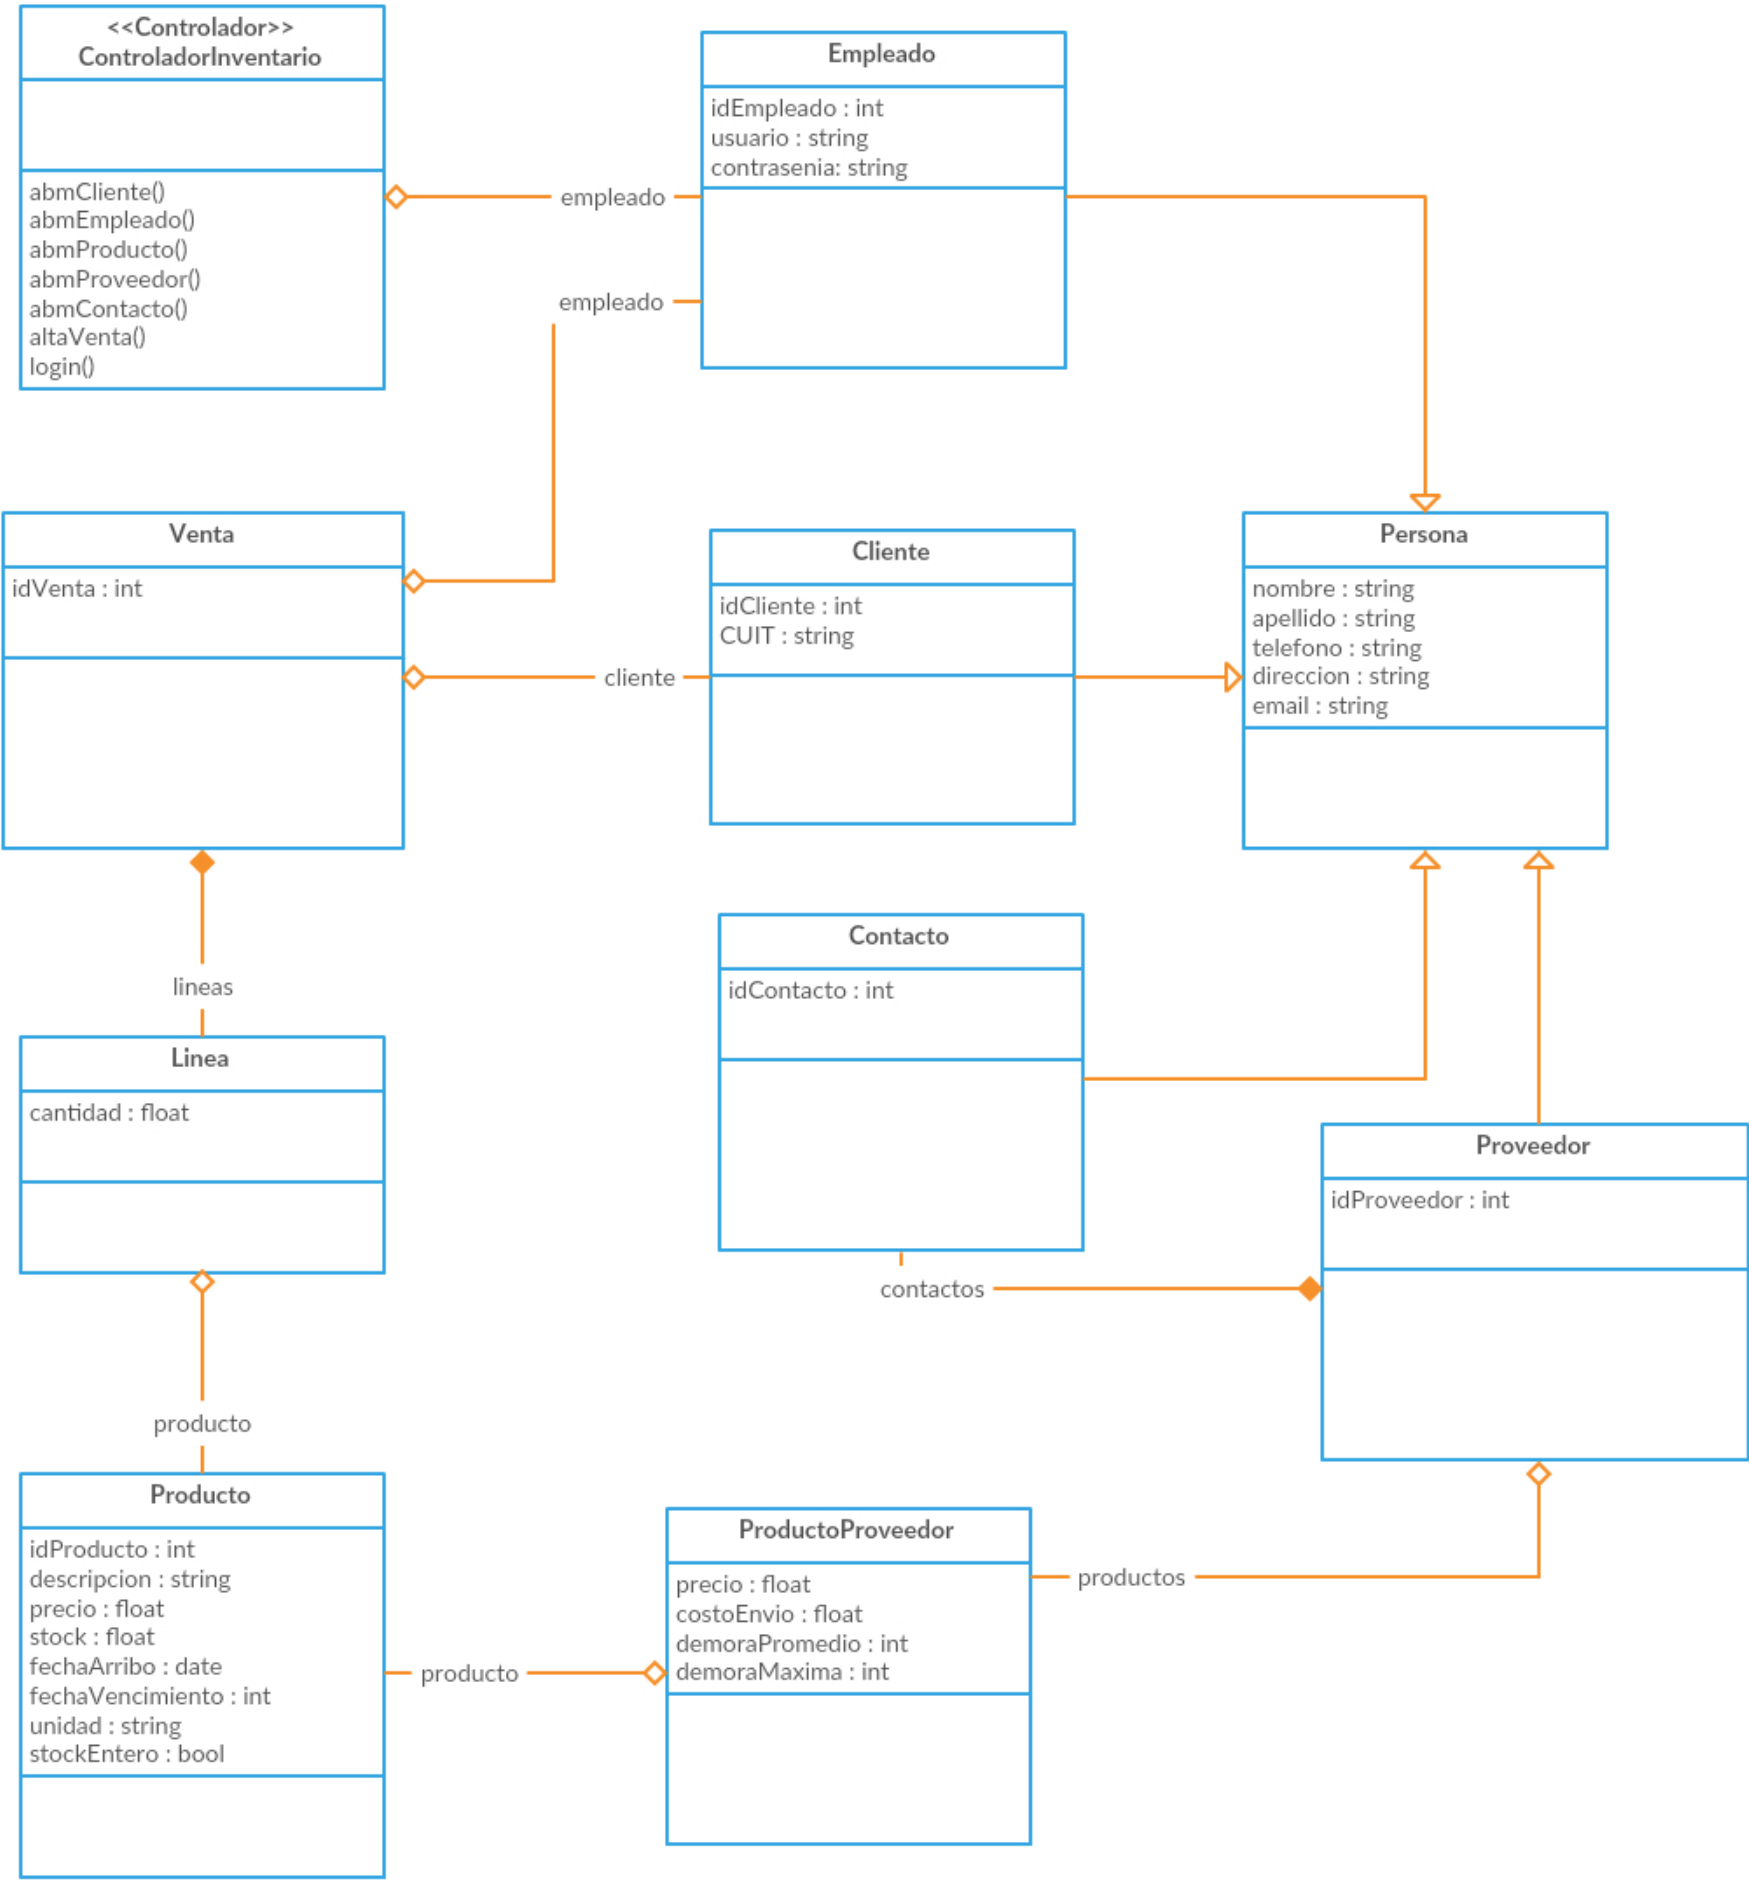 <<Controlador>>
ControladorInventario
abmCliente()
abmEmpleado()
abmProducto()
abmProveedor()
abmContacto()
altaVenta()
login()
Empleado
idEmpleado : int
usuario : string
contrasenia: string
empleado
empleado
Venta
idVenta : int
Cliente
idCliente : int
CUIT : string
cliente
Persona
nombre : string
apellido : string
telefono : string
direccion : string
email : string
lineas
Contacto
idContacto : int
Linea
cantidad : float
Proveedor
idProveedor : int
contactos
producto
Producto
idProducto : int
descripcion : string
precio : float
stock : float
fechaArribo : date
fechaVencimiento : int
unidad : string
stockEntero : bool
producto
ProductoProveedor
precio : float
costoEnvio : float
demoraPromedio : int
demoraMaxima : int
productos